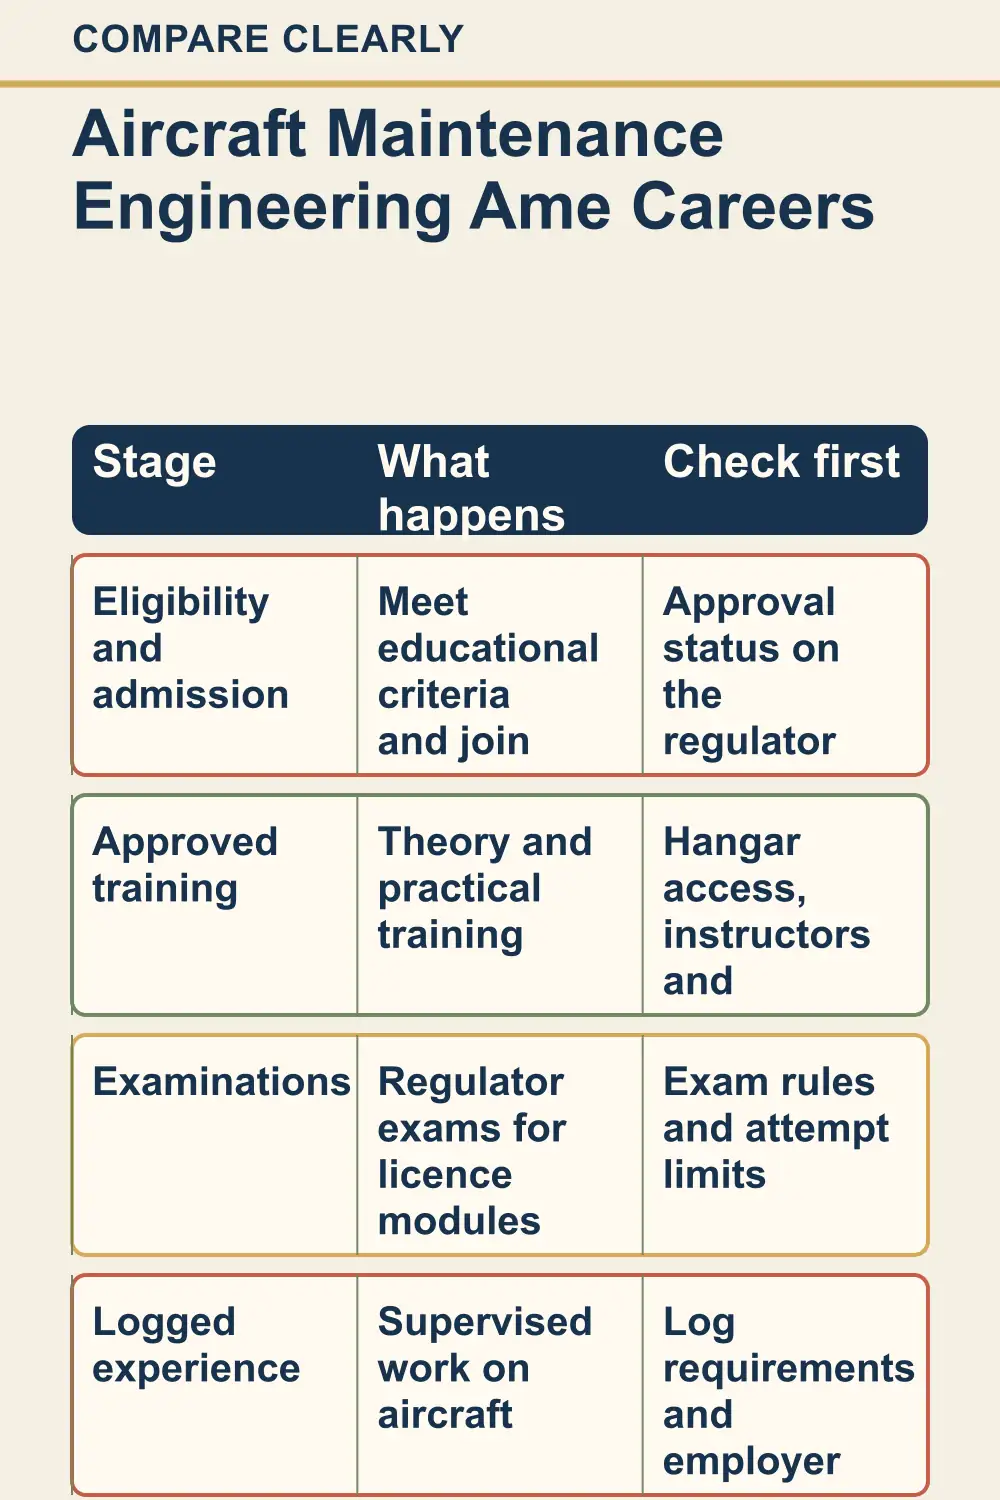 COMPARE CLEARLY
Aircraft Maintenance
Engineering Ame Careers
Stage
What
happens
Check first
Eligibility
and
admission
Meet
educational
criteria
and join
Approval
status on
the
regulator
Approved
training
Theory and
practical
training
Hangar
access,
instructors
and
Examinations
Regulator
exams for
licence
modules
Exam rules
and attempt
limits
Logged
experience
Supervised
work on
aircraft
Log
requirements
and
employer